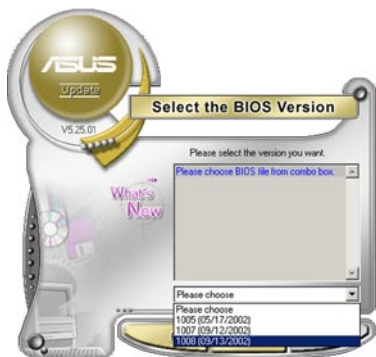 ASUS
Update
V5.25.01
Select the BIOS Version
Please select the version you want.
Please choose BIOS file from combo box.
What's
New
Please choose
Please choose
1005 (05/17/2002)
1007 (09/12/2002)
1008 (09/13/2002)